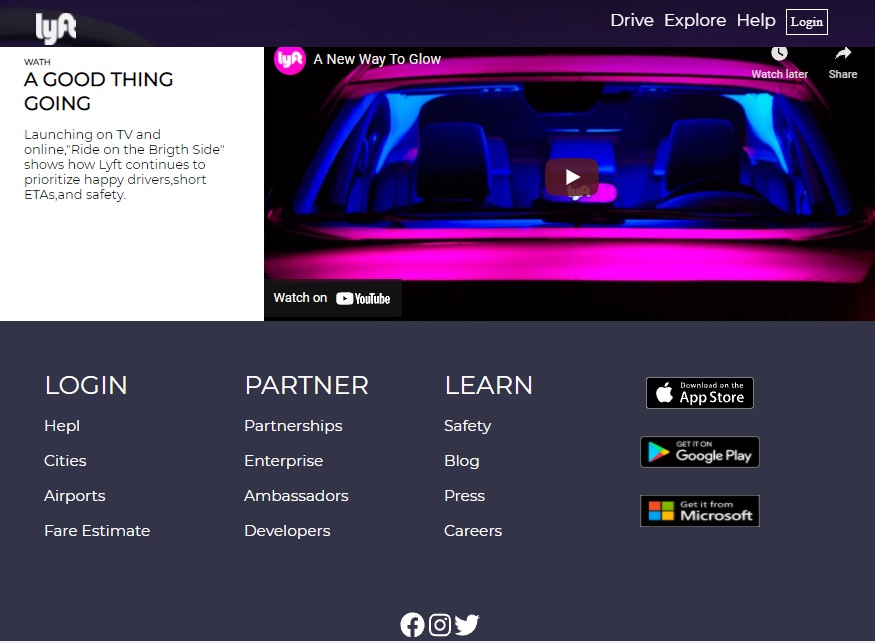 lyft
Drive Explore Help Login
WATH
A GOOD THING
GOING
Launching on TV and
online,"Ride on the Brigth Side"
shows how Lyft continues to
prioritize happy drivers,short
ETAs,and safety.
lyft
A New Way To Glow
Watch later
Share
lyft
Watch on YouTube
LOGIN
Hepl
Cities
Airports
Fare Estimate
PARTNER
Partnerships
Enterprise
Ambassadors
Developers
LEARN
Safety
Blog
Press
Careers
Download on the
App Store
GET IT ON
Google Play
Get it from
Microsoft